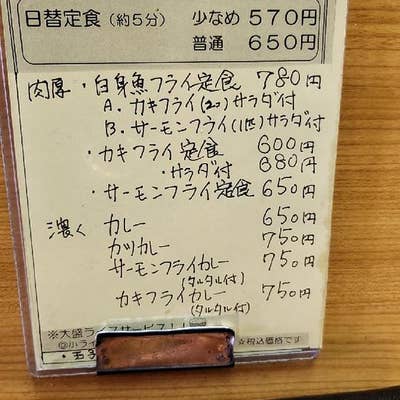 日替定食 (約5分) 少なめ 570円
普通 650円
肉厚・白身魚フライ定食 780円
A. カキフライ(2コ)サラダ付
B. サーモンフライ(1匹)サラダ付
・カキフライ定食 600円
・サラダ付 680円
・サーモンフライ定食 650円
濃く カレー 650円
カツカレー 750円
サーモンフライカレー 750円
(タルタル付)
カキフライカレー 750円
(タルタル付)
※大盛ラ
サービス！！
◎小ライ
☆税込価格です
・玉子